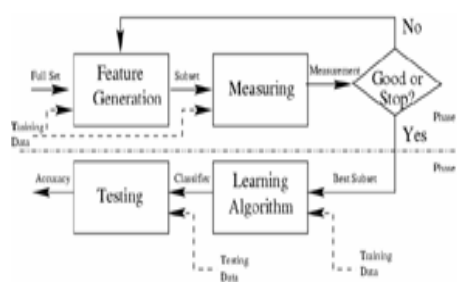 No
Full Set
Feature
Generation
Subset
Measuring
Measurement
Good or
Stop?
Training
Data
Phase
Yes
Phase
Accuracy
Testing
Classifier
Learning
Algorithm
Best Subset
Testing
Data
Training
Data